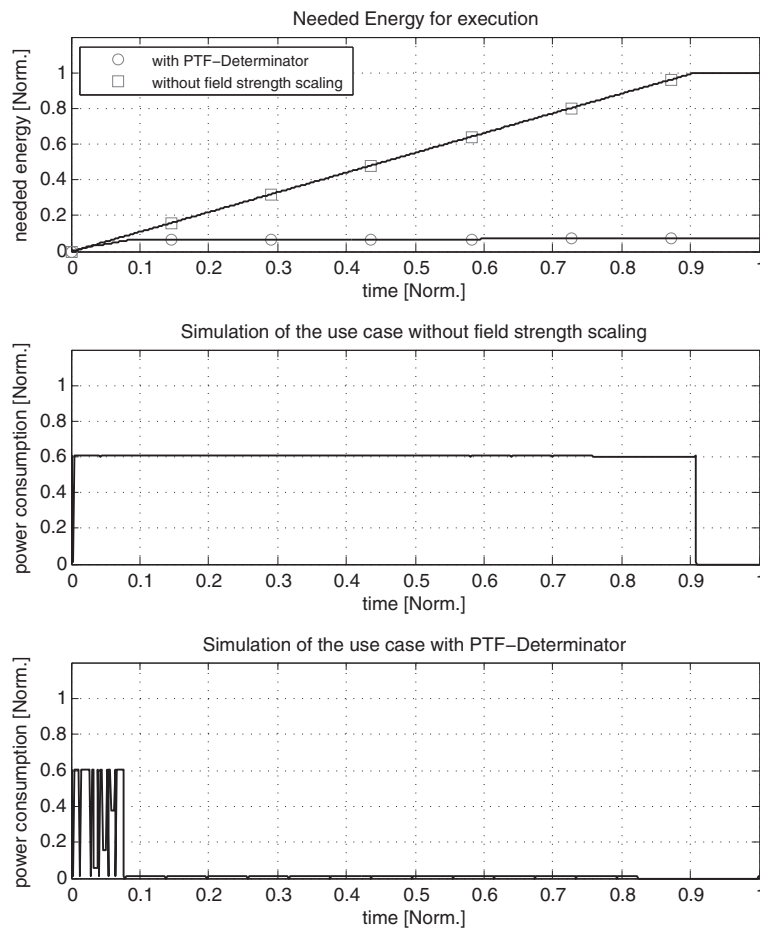 Needed Energy for execution
with PTF−Determinator
without field strength scaling
needed energy [Norm.]
1
0.8
0.6
0.4
0.2
0
0 0.1 0.2 0.3 0.4 0.5 0.6 0.7 0.8 0.9 1
time [Norm.]
Simulation of the use case without field strength scaling
power consumption [Norm.]
1
0.8
0.6
0.4
0.2
0
0 0.1 0.2 0.3 0.4 0.5 0.6 0.7 0.8 0.9 1
time [Norm.]
Simulation of the use case with PTF−Determinator
power consumption [Norm.]
1
0.8
0.6
0.4
0.2
0
0 0.1 0.2 0.3 0.4 0.5 0.6 0.7 0.8 0.9 1
time [Norm.]